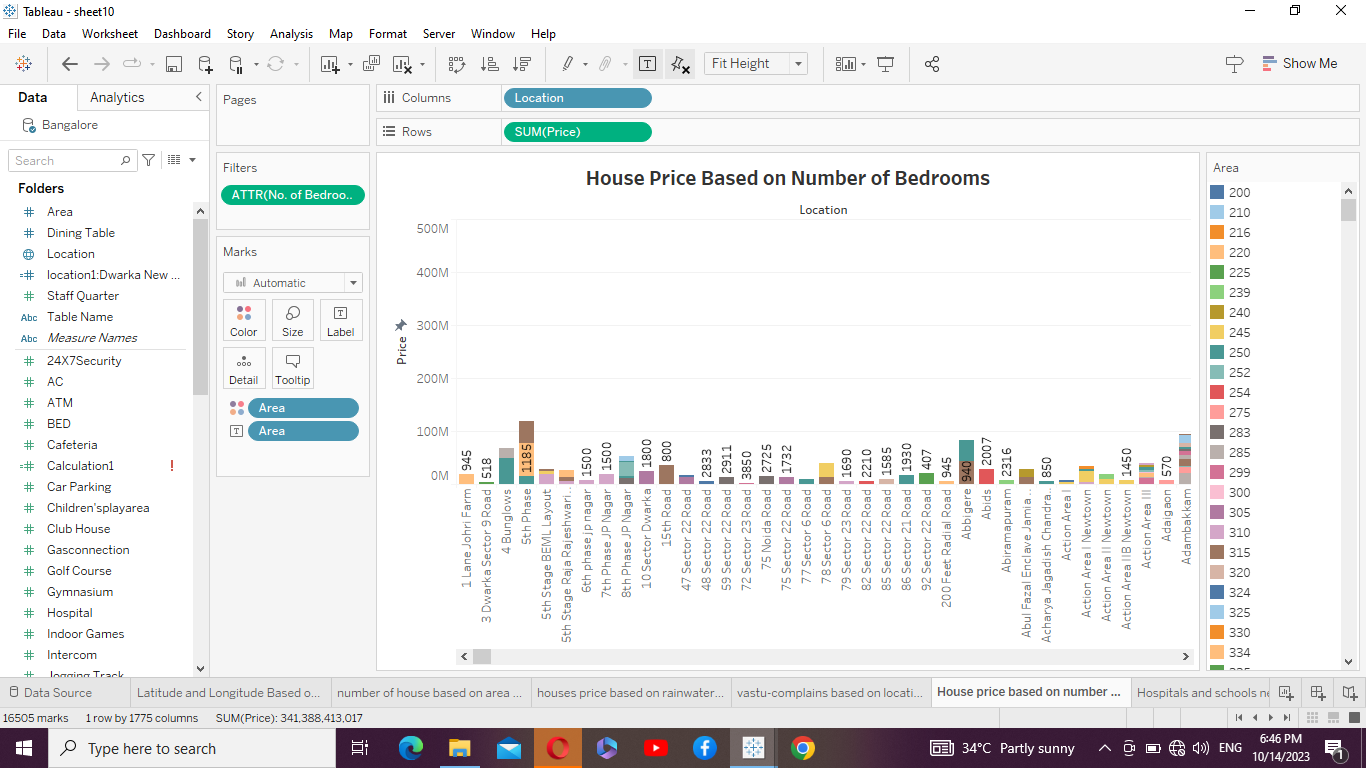 Tableau - sheet10
File Data Worksheet Dashboard Story Analysis Map Format Server Window Help
Fit Height
Show Me
Data Analytics
Bangalore
Search
Folders
Area
Dining Table
Location
location1:Dwarka New ...
Staff Quarter
Abc Table Name
Abc Measure Names
24X7Security
AC
ATM
BED
Cafeteria
Calculation1 !
Car Parking
Children'splayarea
Club House
Gasconnection
Golf Course
Gymnasium
Hospital
Indoor Games
Intercom
Jogging Track
Pages
Filters
ATTR(No. of Bedroo..
Marks
Automatic
Color Size Label
Detail Tooltip
Area
Area
Columns Location
Rows SUM(Price)
House Price Based on Number of Bedrooms
Location
Price
500M
400M
300M
200M
100M
0M
945
518
1185
1500
1500
1800
800
2833
2911
3850
2725
1732
1690
2210
1585
1930
407
945
940
2007
2316
850
1450
570
1 Lane Johri Farm
3 Dwarka Sector 9 Road
4 Bunglovs
5th Phase
5th Stage BEML Layout
5th Stage Raja Rajeshwari ..
6th phase jp nagar
7th Phase JP Nagar
8th Phase JP Nagar
10 Sector Dwarka
15th Road
47 Sector 22 Road
48 Sector 22 Road
59 Sector 22 Road
72 Sector 23 Road
75 Noida Road
75 Sector 22 Road
77 Sector 6 Road
78 Sector 6 Road
79 Sector 23 Road
82 Sector 22 Road
85 Sector 22 Road
86 Sector 21 Road
92 Sector 22 Road
200 Feet Radial Road
Abbigere
Abids
Abiramapuram
Abul Fazal Enclave Jamia ..
Acharya Jagadish Chandra..
Action Area I
Action Area I Newtown
Action Area II Newtown
Action Area IIB Newtown
Action Area III
Adajgaon
Adambakkam
Area
200
210
216
220
225
239
240
245
250
252
254
275
283
285
299
300
305
310
315
320
324
325
330
334
Data Source
Latitude and Longitude Based o...
number of house based on area ...
houses price based on rainwater...
vastu-complains based on locati...
House price based on number ...
Hospitals and schools ne
16505 marks 1 row by 1775 columns SUM(Price): 341,388,413,017
Type here to search
34°C Partly sunny
ENG
6:46 PM
10/14/2023
1